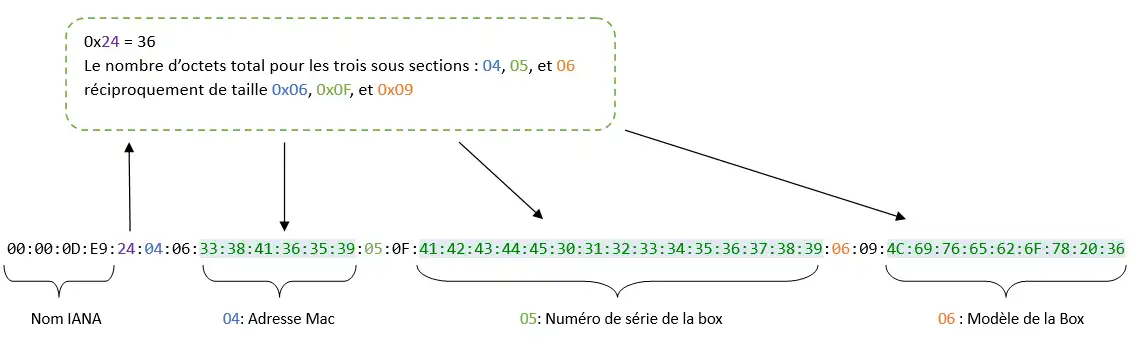 0x24 = 36
Le nombre d’octets total pour les trois sous sections : 04, 05, et 06
réciproquement de taille 0x06, 0x0F, et 0x09
00:00:0D:E9:24:04:06:33:38:41:36:35:39:05:0F:41:42:43:44:45:30:31:32:33:34:35:36:37:38:39:06:09:4C:69:76:65:62:6F:78:20:36
Nom IANA
04: Adresse Mac
05: Numéro de série de la box
06 : Modèle de la Box